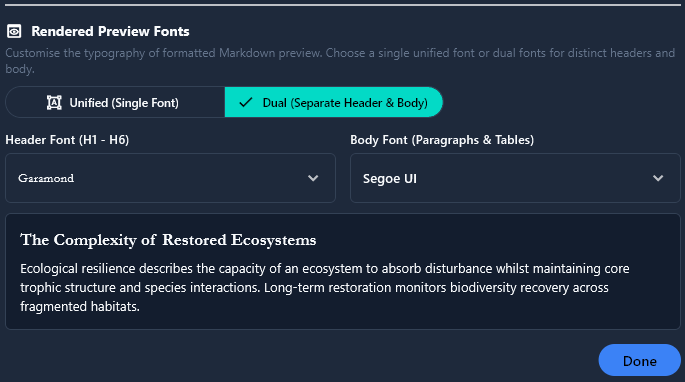 Rendered Preview Fonts
Customise the typography of formatted Markdown preview. Choose a single unified font or dual fonts for distinct headers and
body.
Unified (Single Font)
Dual (Separate Header & Body)
Header Font (H1 - H6)
Body Font (Paragraphs & Tables)
Garamond
Segoe UI
The Complexity of Restored Ecosystems
Ecological resilience describes the capacity of an ecosystem to absorb disturbance whilst maintaining core
trophic structure and species interactions. Long-term restoration monitors biodiversity recovery across
fragmented habitats.
Done